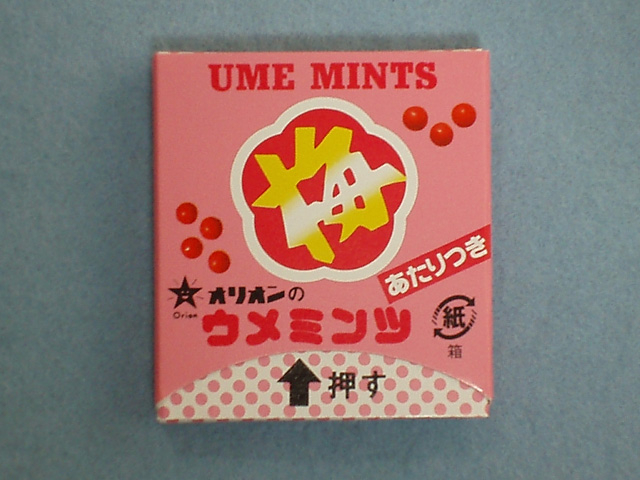 UME MINTS
梅
あたりつき
Orion
オリオンの
ウメミンツ
紙
箱
押す